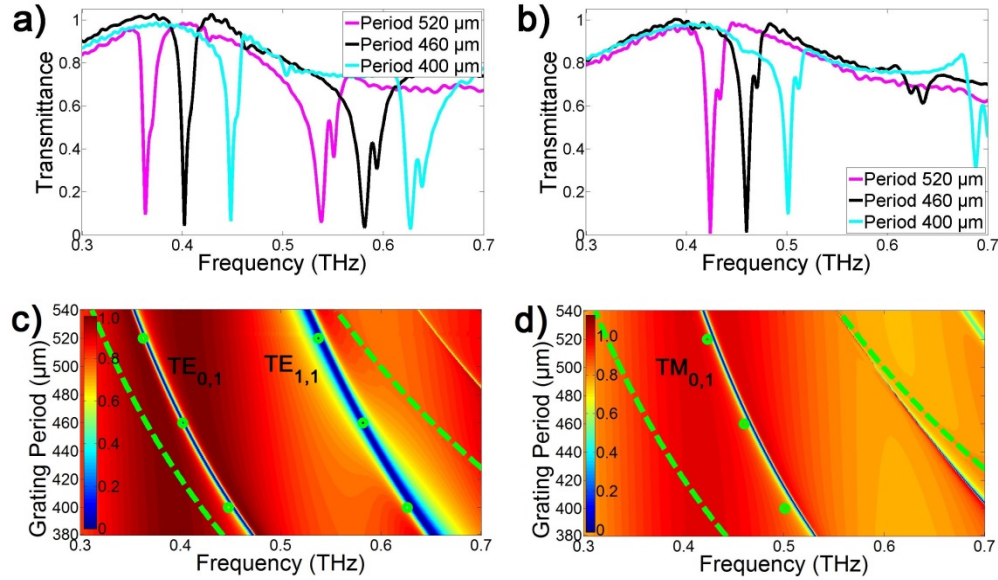 a)
Transmittance
1
0.8
0.6
0.4
0.2
0
0.3
0.4
0.5
0.6
0.7
Frequency (THz)
Period 520 µm
Period 460 µm
Period 400 µm
b)
Transmittance
1
0.8
0.6
0.4
0.2
0
0.3
0.4
0.5
0.6
0.7
Frequency (THz)
Period 520 µm
Period 460 µm
Period 400 µm
c)
Grating Period (µm)
540
520
500
480
460
440
420
400
380
1.0
0.8
0.6
0.4
0.2
0
TE0,1
TE1,1
0.3
0.4
0.5
0.6
0.7
Frequency (THz)
d)
Grating Period (µm)
540
520
500
480
460
440
420
400
380
1.0
0.8
0.6
0.4
0.2
0
TM0,1
0.3
0.4
0.5
0.6
0.7
Frequency (THz)